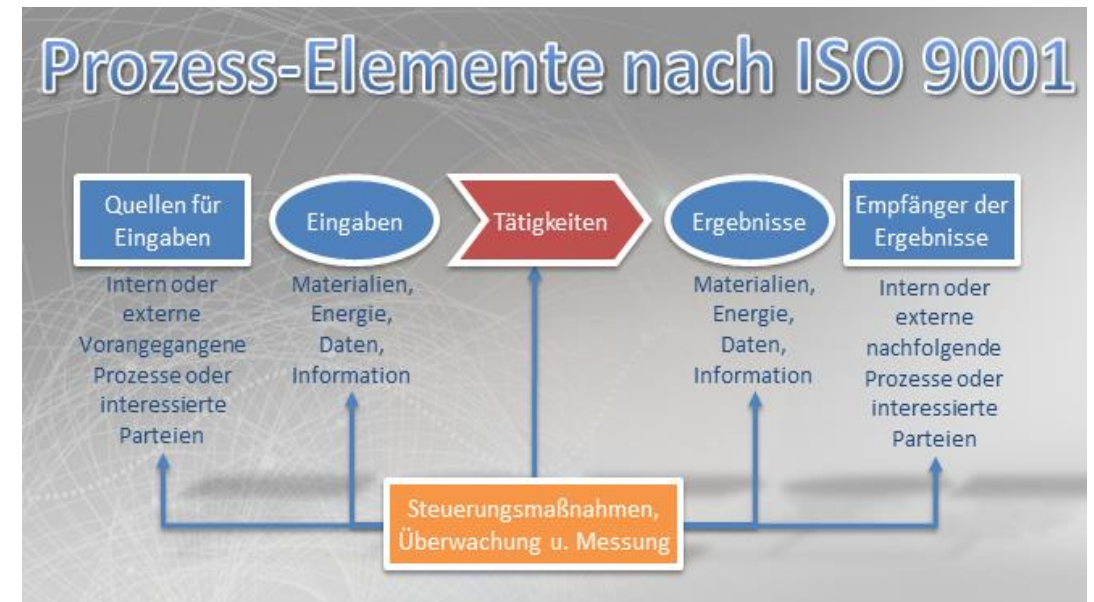 Prozess-Elemente nach ISO 9001
Quellen für
Eingaben
Intern oder
externe
Vorangegangene
Prozesse oder
interessierte
Parteien
Eingaben
Materialien,
Energie,
Daten,
Information
Tätigkeiten
Ergebnisse
Materialien,
Energie,
Daten,
Information
Empfänger der
Ergebnisse
Intern oder
externe
nachfolgende
Prozesse oder
interessierte
Parteien
Steuerungsmaßnahmen,
Überwachung u. Messung